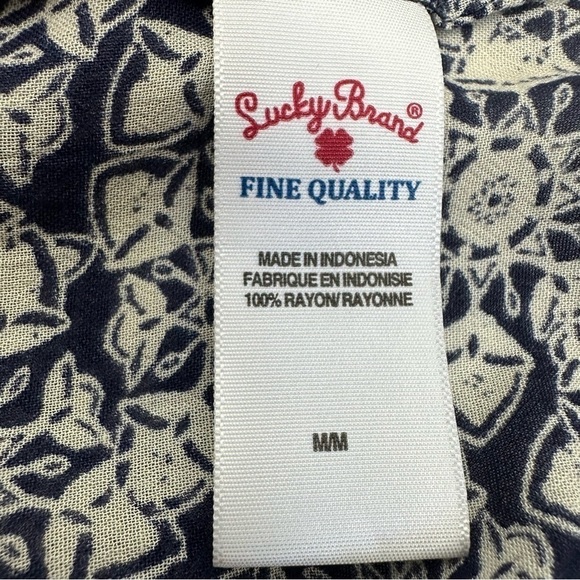 Lucky Brand®
FINE QUALITY
MADE IN INDONESIA
FABRIQUE EN INDONISIE
100% RAYON/RAYONNE
M/M